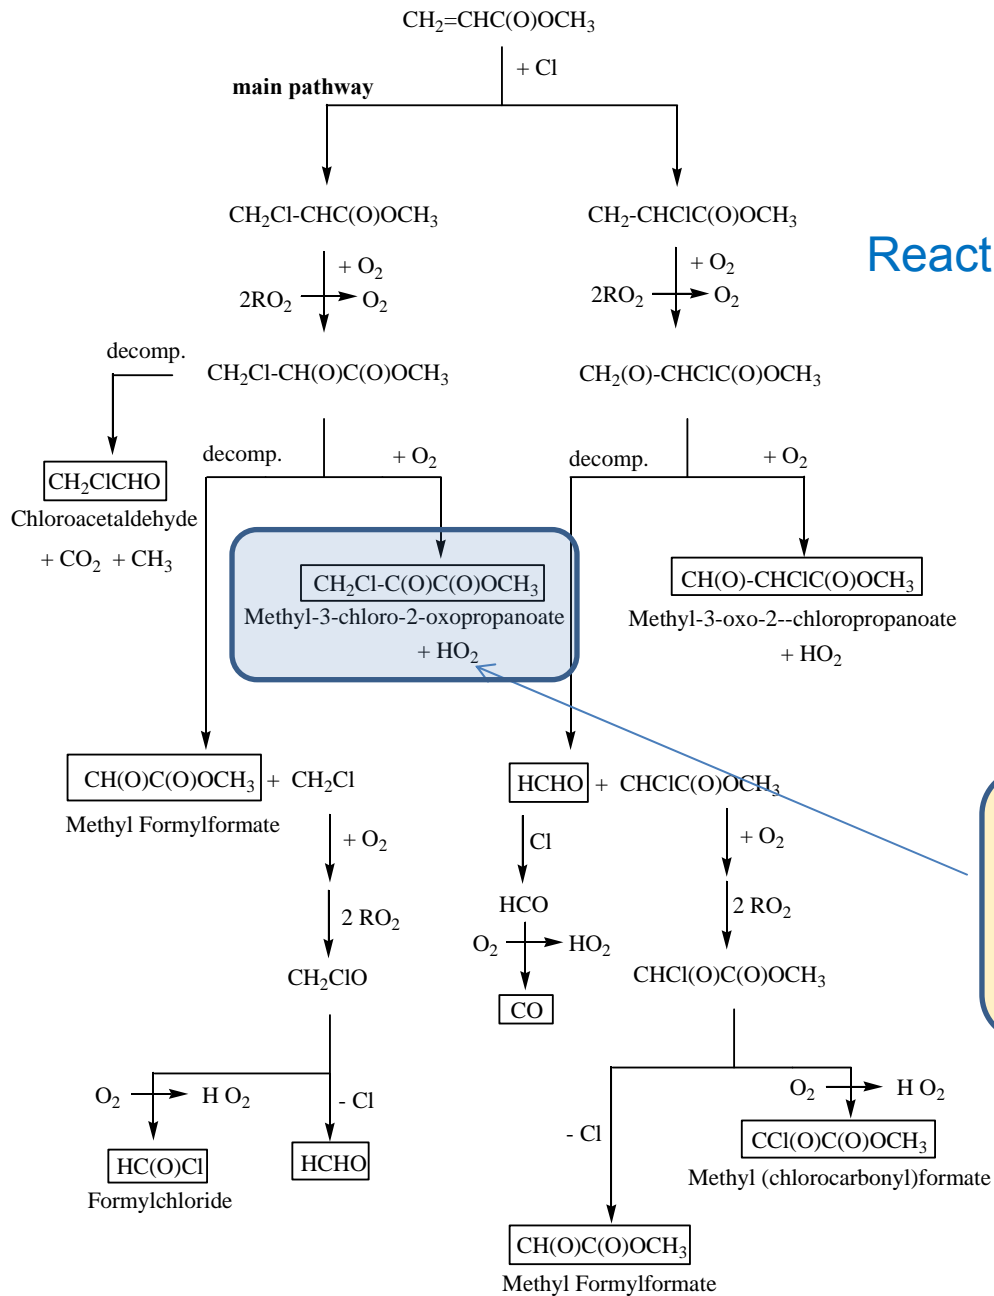 CH₂=CHC(O)OCH₃
+ Cl
main pathway
CH₂Cl-CHC(O)OCH₃
CH₂-CHClC(O)OCH₃
React
+ O₂
2RO₂ O₂
+ O₂
2RO₂ O₂
decomp.
CH₂Cl-CH(O)C(O)OCH₃
CH₂(O)-CHClC(O)OCH₃
decomp.
+ O₂
decomp.
+ O₂
CH₂ClCHO
Chloroacetaldehyde
+ CO₂ + CH₃
CH₂Cl-C(O)C(O)OCH₃
Methyl-3-chloro-2-oxopropanoate
+ HO₂
CH(O)-CHClC(O)OCH₃
Methyl-3-oxo-2--chloropropanoate
+ HO₂
CH(O)C(O)OCH₃ + CH₂Cl
Methyl Formylformate
HCHO + CHClC(O)OCH₃
+ O₂
2 RO₂
CH₂ClO
Cl
HCO
O₂ HO₂
CO
+ O₂
2 RO₂
CHCl(O)C(O)OCH₃
O₂ H O₂
- Cl
HC(O)Cl
Formylchloride
HCHO
- Cl
O₂ H O₂
CCl(O)C(O)OCH₃
Methyl (chlorocarbonyl)formate
CH(O)C(O)OCH₃
Methyl Formylformate